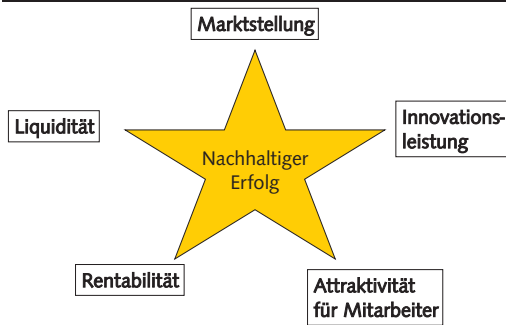 Marktstellung
Liquidität
Innovations-
leistung
Nachhaltiger
Erfolg
Rentabilität
Attraktivität
für Mitarbeiter